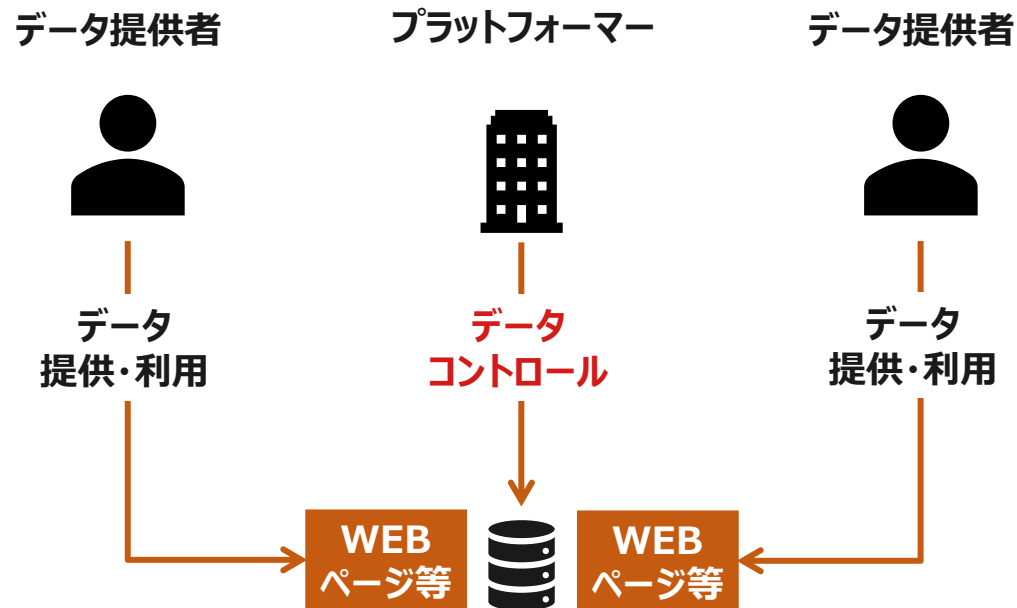 データ提供者
プラットフォーマー
データ提供者
データ
提供・利用
データ
コントロール
データ
提供・利用
WEB
ページ等
WEB
ページ等